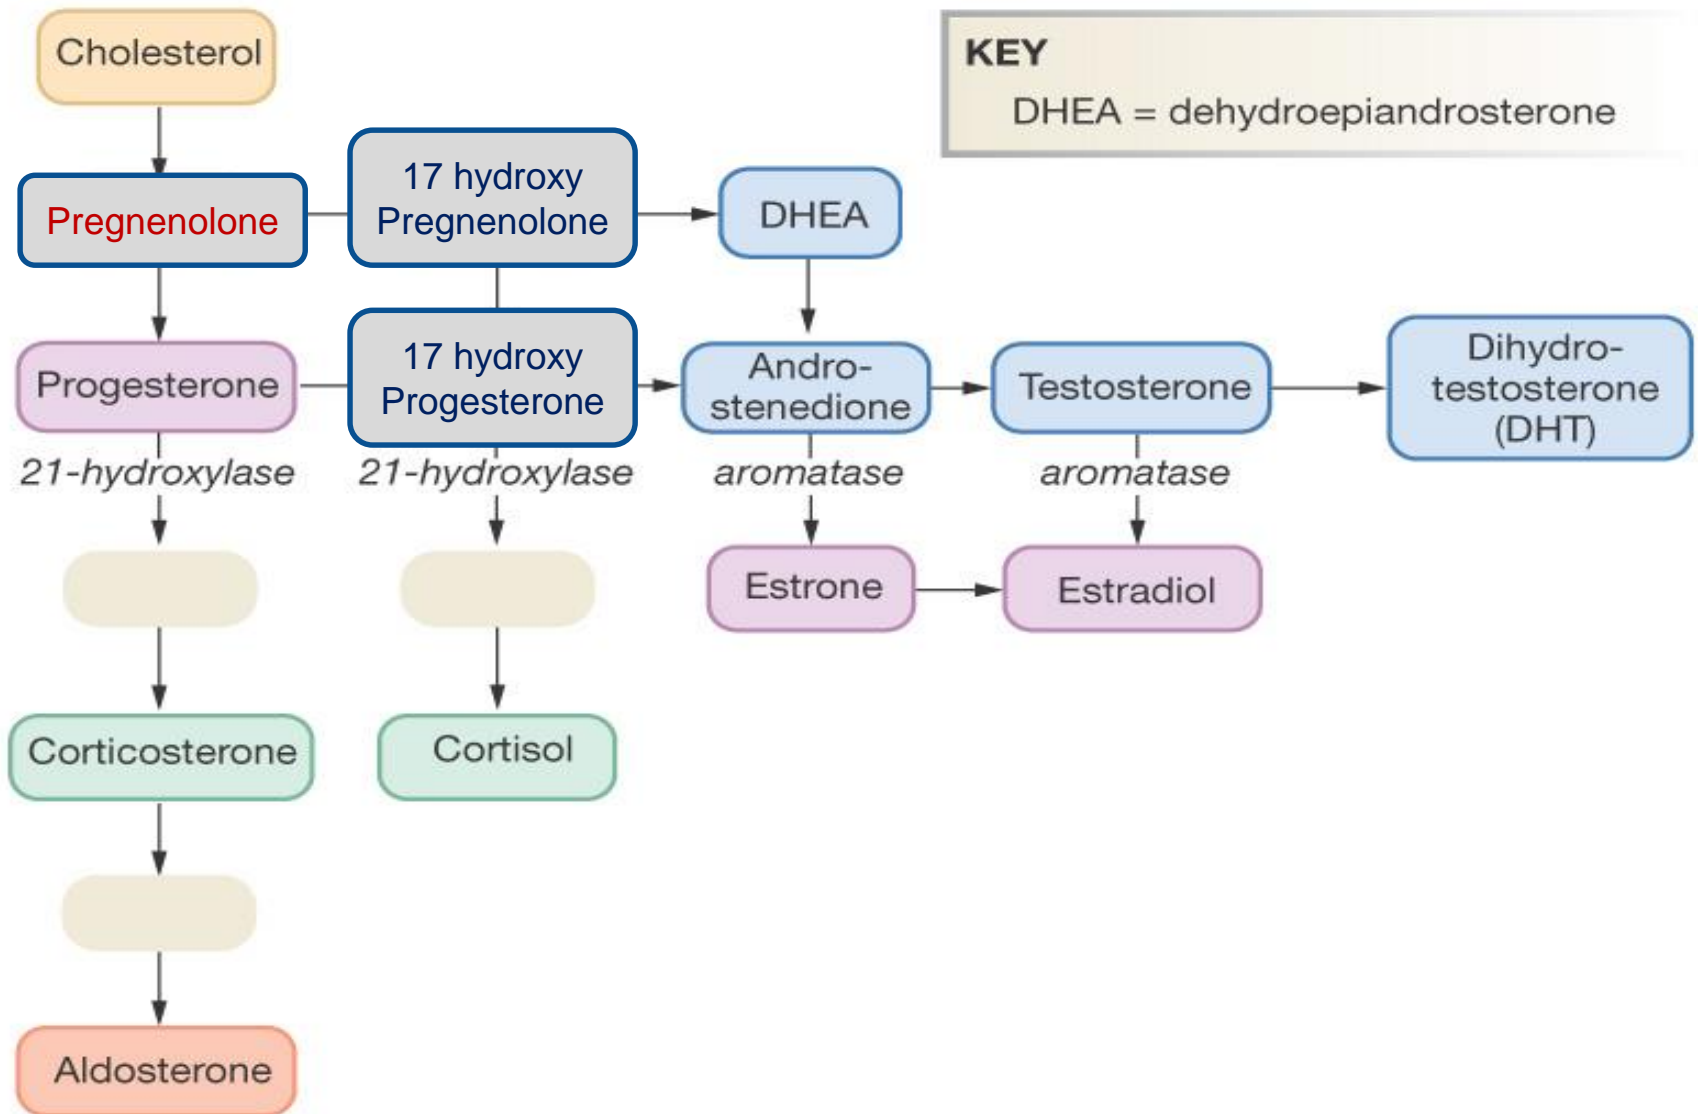 Cholesterol
KEY
DHEA = dehydroepiandrosterone
Pregnenolone
17 hydroxy
Pregnenolone
DHEA
Progesterone
17 hydroxy
Progesterone
Andro-
stenedione
Testosterone
Dihydro-
testosterone
(DHT)
21-hydroxylase
21-hydroxylase
aromatase
aromatase
Estrone
Estradiol
Corticosterone
Cortisol
Aldosterone